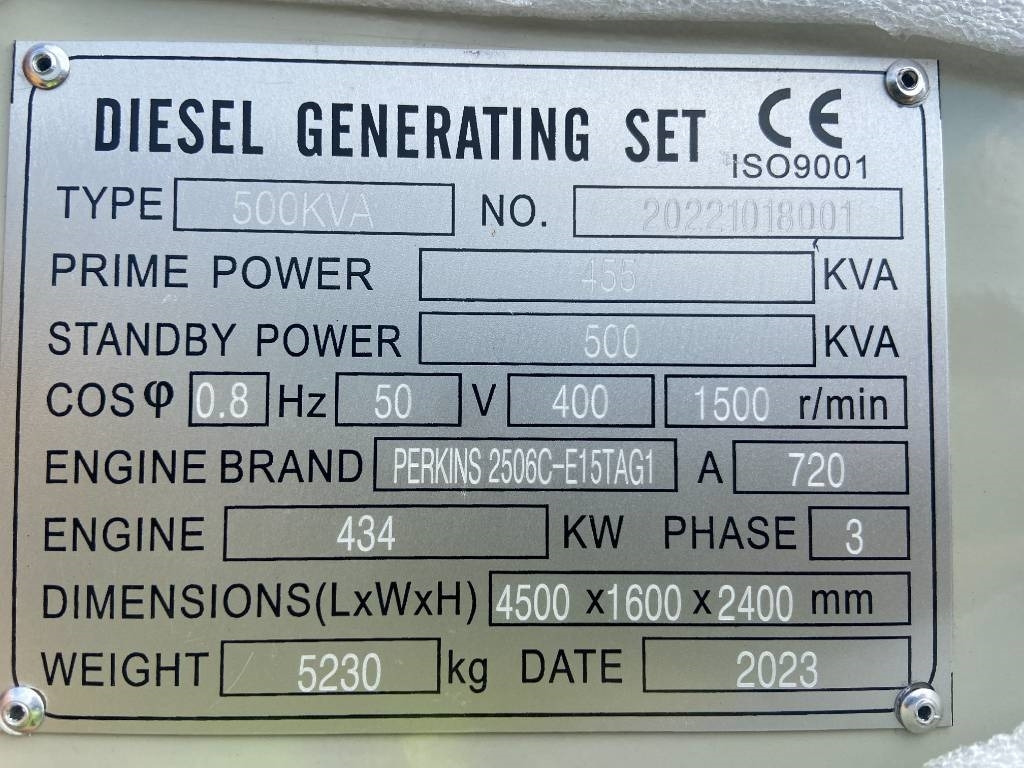 DIESEL GENERATING SET CE
ISO9001
TYPE 500KVA NO. 20221018001
PRIME POWER 455 KVA
STANDBY POWER 500 KVA
COSφ 0.8 Hz 50 V 400 1500 r/min
ENGINE BRAND PERKINS 2506C-E15TAG1 A 720
ENGINE 434 KW PHASE 3
DIMENSIONS(LxWxH) 4500 x1600 x 2400 mm
WEIGHT 5230 kg DATE 2023